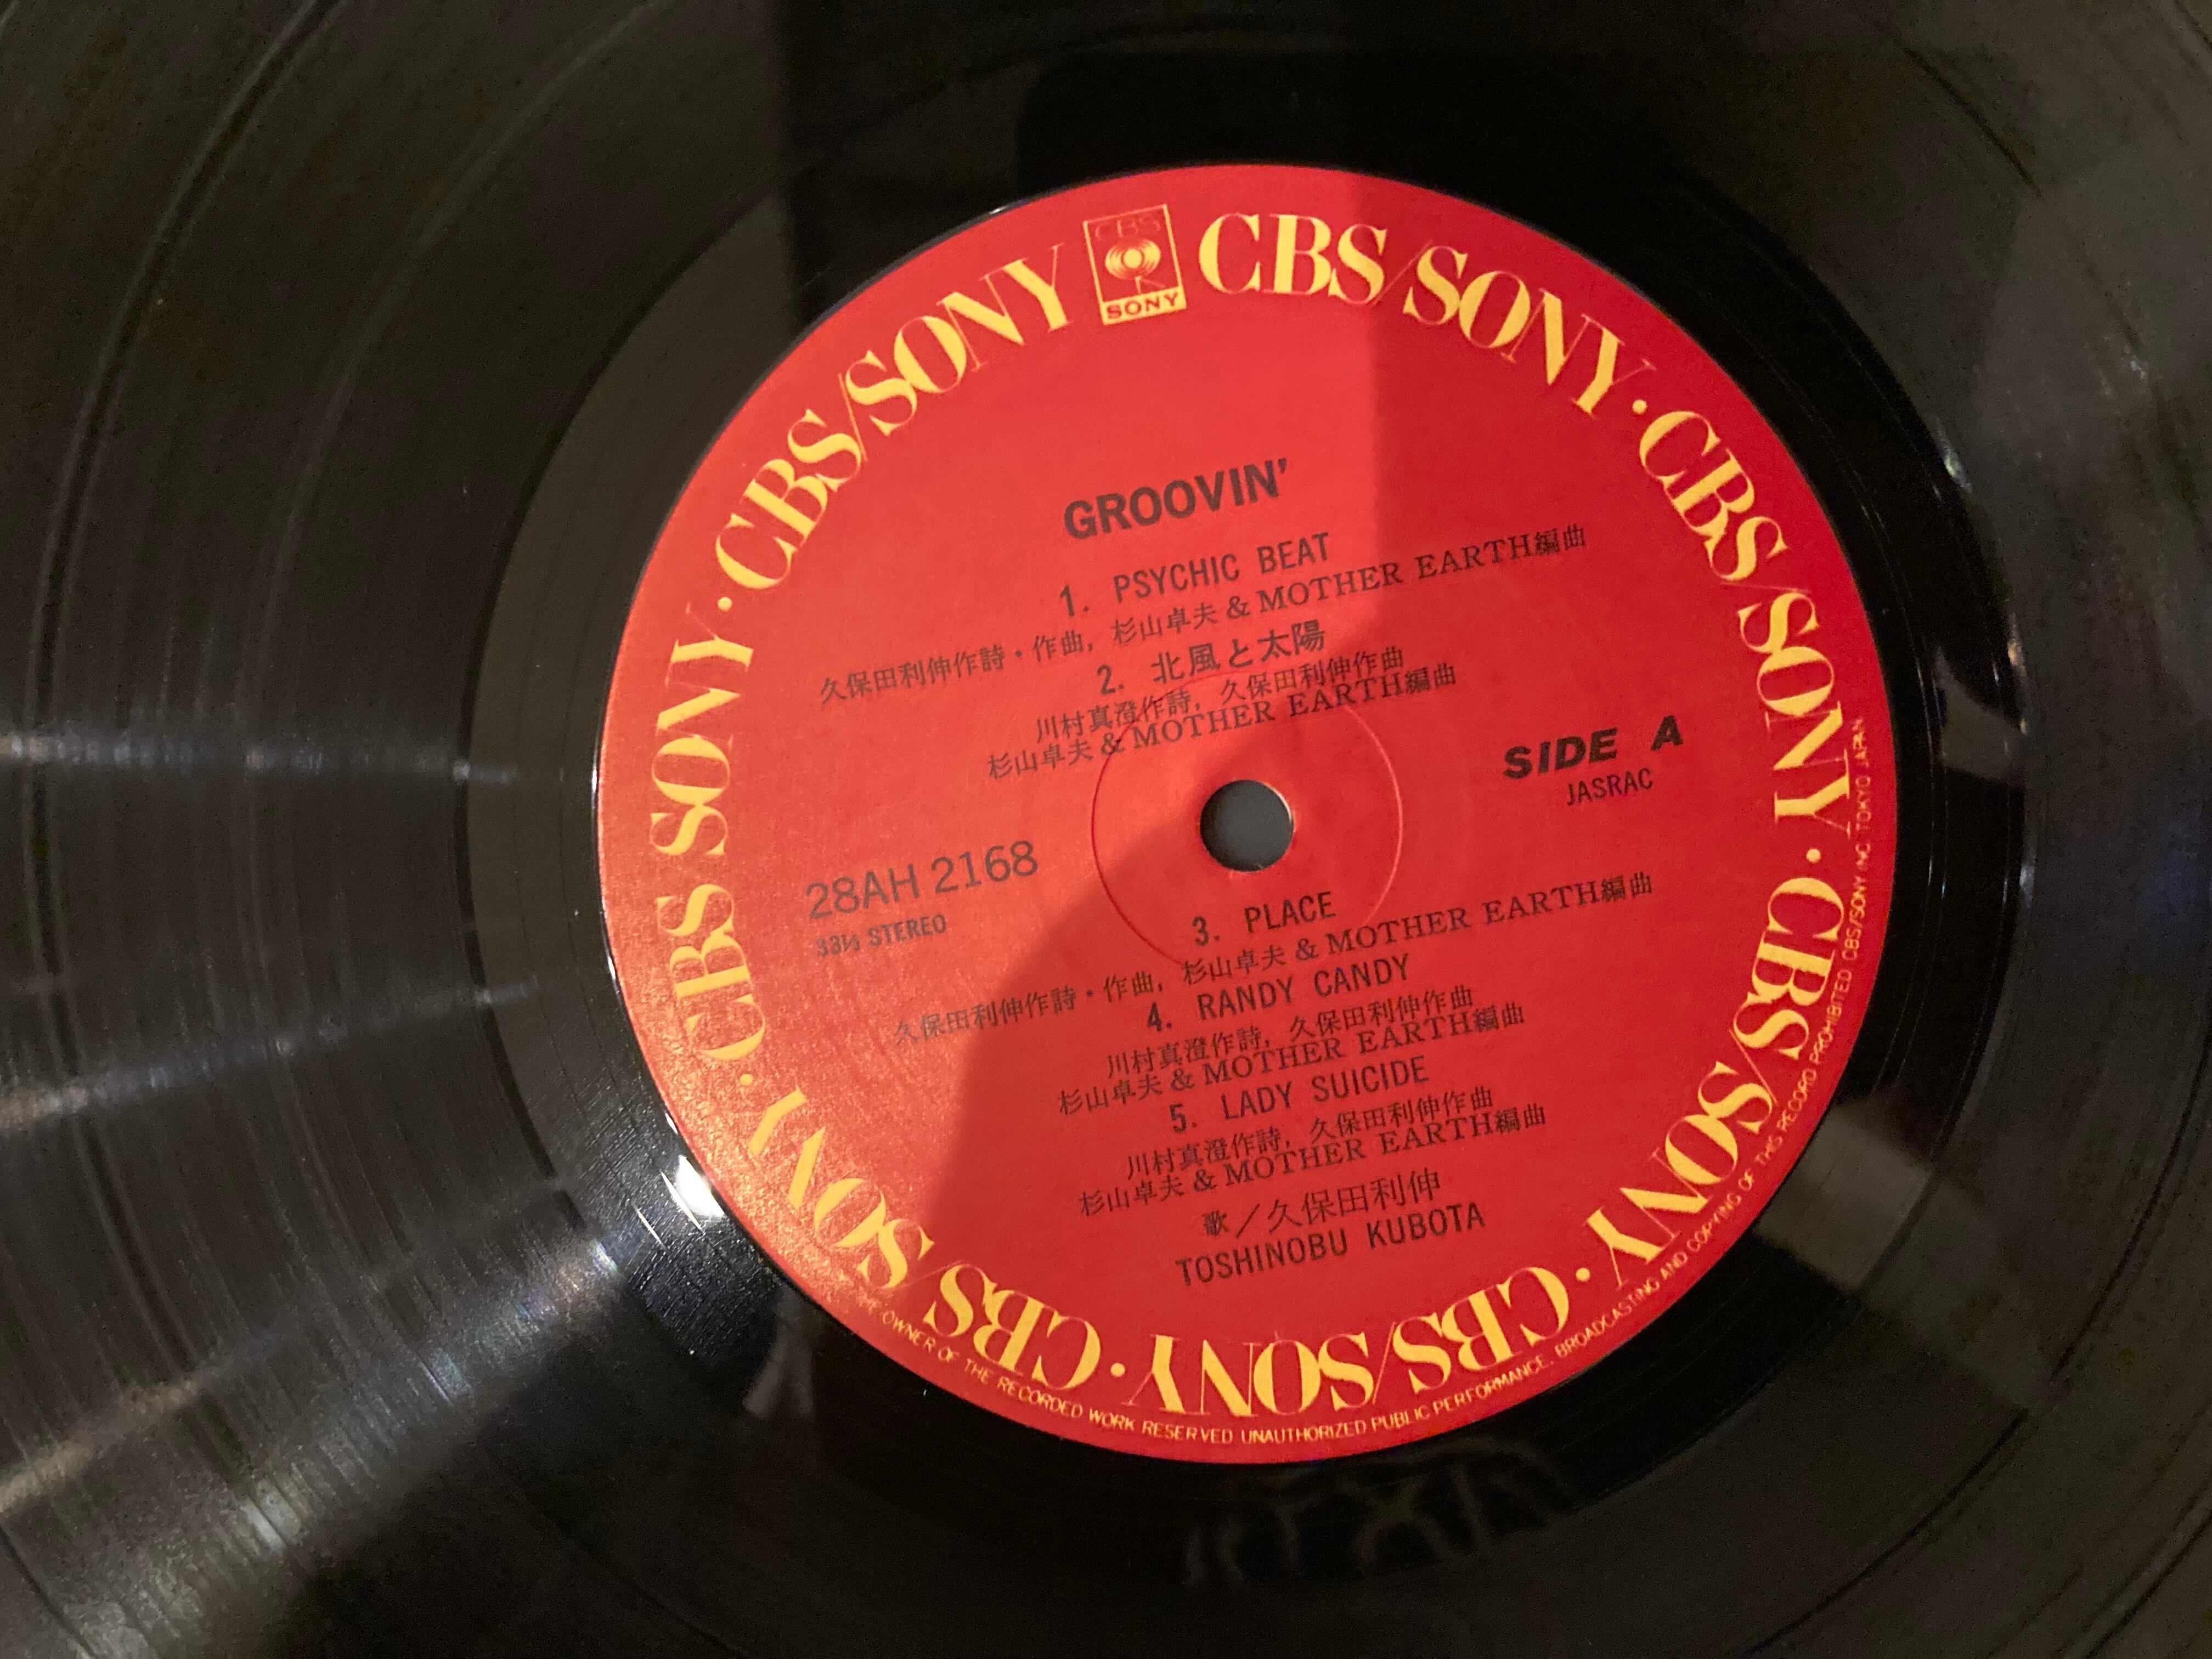 CBS
SONY
CBS/SONY · CBS/SONY · CBS/SONY · CBS/SONY · CBS/SONY · CBS SONY · CBS/SONY
GROOVIN'
1. PSYCHIC BEAT
久保田利伸作詩・作曲, 杉山卓夫 & MOTHER EARTH編曲
2. 北風と太陽
川村真澄作詩, 久保田利伸作曲
杉山卓夫 & MOTHER EARTH編曲
SIDE A
JASRAC
28AH 2168
33⅓ STEREO
3. PLACE
久保田利伸作詩・作曲, 杉山卓夫 & MOTHER EARTH編曲
4. RANDY CANDY
川村真澄作詩, 久保田利伸作曲
杉山卓夫 & MOTHER EARTH編曲
5. LADY SUICIDE
川村真澄作詩, 久保田利伸作曲
杉山卓夫 & MOTHER EARTH編曲
歌／久保田利伸
TOSHINOBU KUBOTA
OWNER OF THE RECORDED WORK RESERVED UNAUTHORIZED PUBLIC PERFORMANCE, BROADCASTING AND COPYING OF THIS RECORD PROHIBITED CBS/SONY INC. TOKYO JAPAN